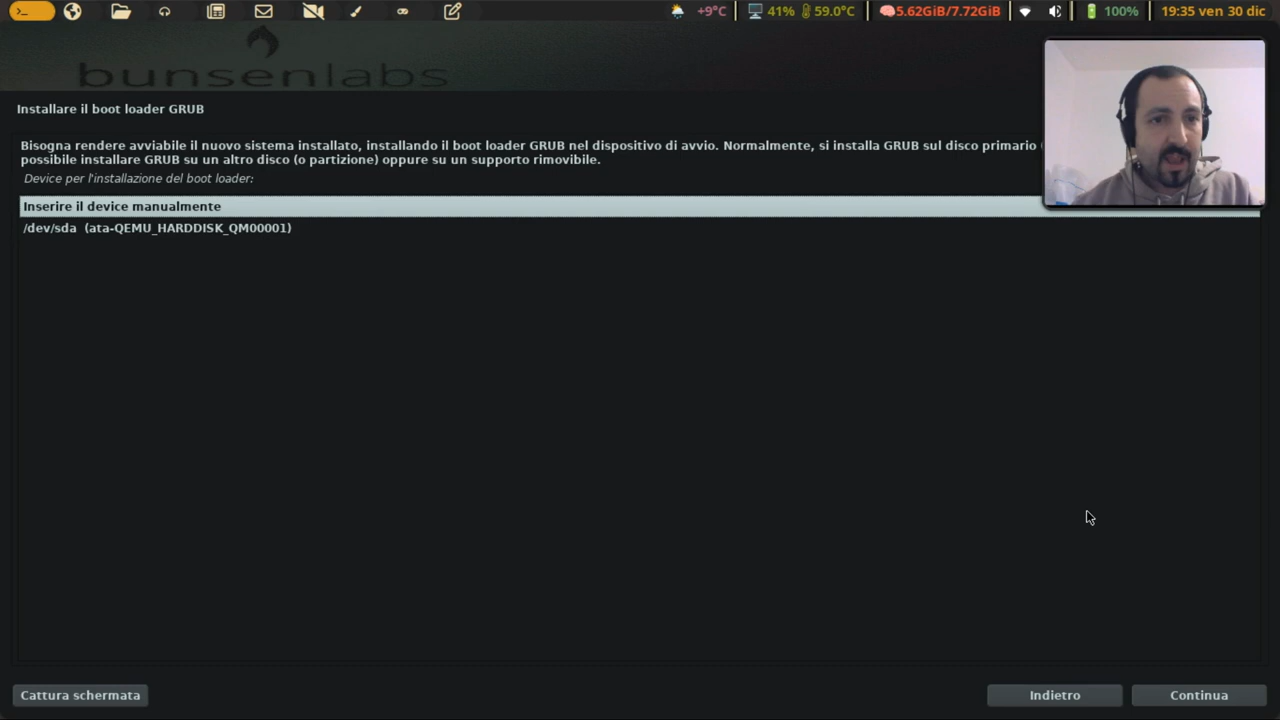 +9°C 41% 59.0°C 5.62GiB/7.72GiB 100% 19:35 ven 30 dic
bunsenlabs
Installare il boot loader GRUB
Bisogna rendere avviabile il nuovo sistema installato, installando il boot loader GRUB nel dispositivo di avvio. Normalmente, si installa GRUB sul disco primario
possibile installare GRUB su un altro disco (o partizione) oppure su un supporto rimovibile.
Device per l'installazione del boot loader:
Inserire il device manualmente
/dev/sda (ata-QEMU_HARDDISK_QM00001)
Cattura schermata Indietro Continua